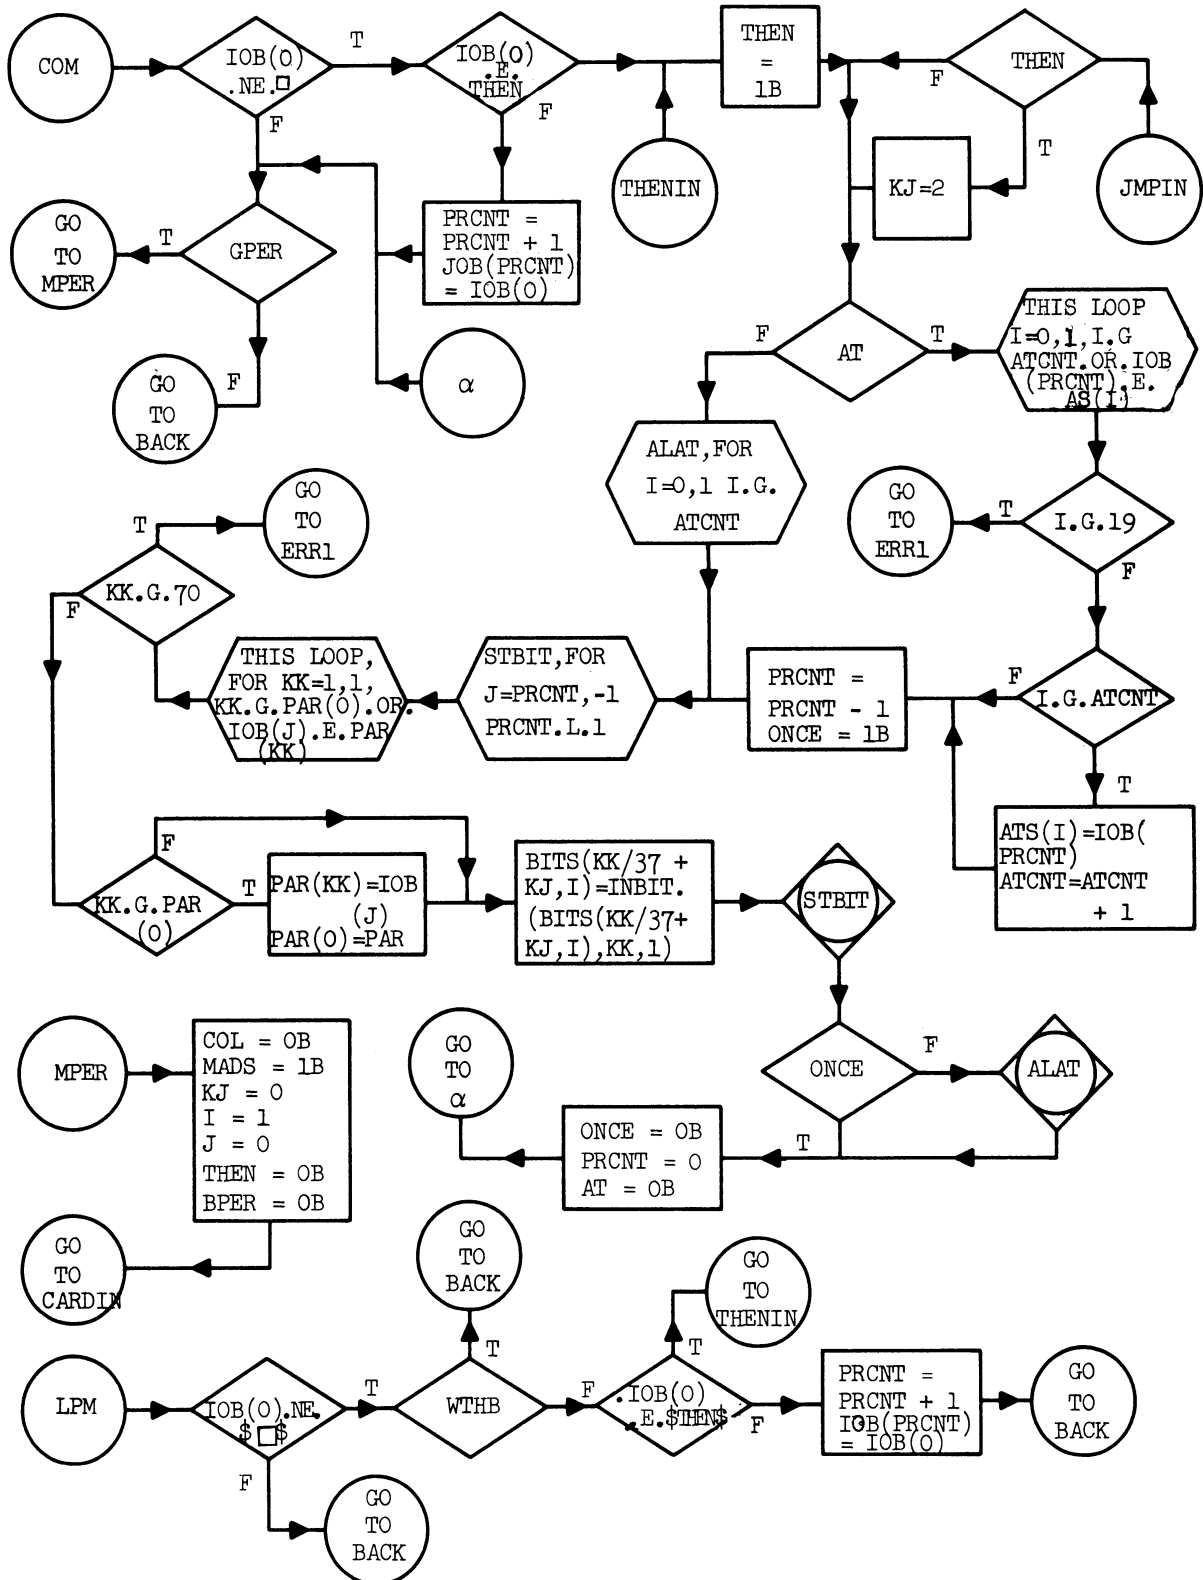 COM
IOB(0)
.NE.□
T
F
IOB(0)
.E.
THEN
F
THEN
=
1B
THEN
F
T
THENIN
KJ=2
JMPIN
GO
TO
MPER
T
GPER
F
PRCNT =
PRCNT + 1
JOB(PRCNT)
= IOB(0)
GO
TO
BACK
α
F
AT
T
THIS LOOP
I=0,1,I.G
ATCNT.OR.IOB
(PRCNT).E.
AS(I)
ALAT,FOR
I=0,1 I.G.
ATCNT
GO
TO
ERR1
T
I.G.19
F
GO
TO
ERR1
T
KK.G.70
F
THIS LOOP,
FOR KK=1,1,
KK.G.PAR(0).OR.
IOB(J).E.PAR
(KK)
STBIT,FOR
J=PRCNT,-1
PRCNT.L.1
PRCNT =
PRCNT - 1
ONCE = 1B
F
I.G.ATCNT
T
ATS(I)=IOB(
PRCNT)
ATCNT=ATCNT
+ 1
F
KK.G.PAR
(0)
T
PAR(KK)=IOB
(J)
PAR(0)=PAR
BITS(KK/37 +
KJ,I)=INBIT.
(BITS(KK/37+
KJ,I),KK,1)
STBIT
MPER
COL = 0B
MADS = 1B
KJ = 0
I = 1
J = 0
THEN = 0B
BPER = 0B
GO
TO
α
ONCE
F
T
ALAT
ONCE = 0B
PRCNT = 0
AT = 0B
GO
TO
CARDIN
GO
TO
BACK
T
GO
TO
THENIN
T
LPM
IOB(0).NE.
$□$
T
F
WTHB
F
.IOB(0)
.E.$THEN$
F
PRCNT =
PRCNT + 1
IOB(PRCNT)
= IOB(0)
GO
TO
BACK
GO
TO
BACK